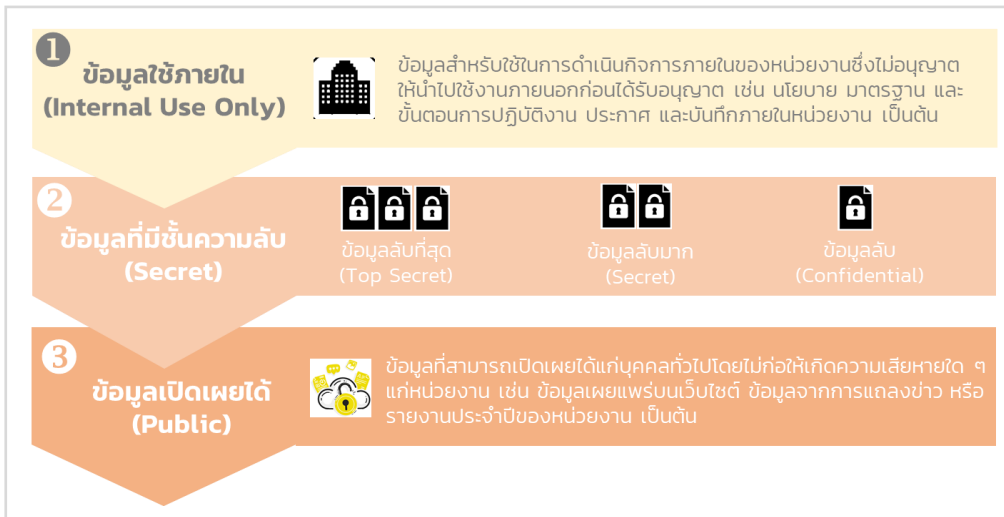 1
ข้อมูลใช้ภายใน
(Internal Use Only)
ข้อมูลสำหรับใช้ในการดำเนินกิจการภายในของหน่วยงานซึ่งไม่อนุญาต
ให้นำไปใช้งานภายนอกก่อนได้รับอนุญาต เช่น นโยบาย มาตรฐาน และ
ขั้นตอนการปฏิบัติงาน ประกาศ และบันทึกภายในหน่วยงาน เป็นต้น
2
ข้อมูลที่มีชั้นความลับ
(Secret)
ข้อมูลลับที่สุด
(Top Secret)
ข้อมูลลับมาก
(Secret)
ข้อมูลลับ
(Confidential)
3
ข้อมูลเปิดเผยได้
(Public)
ข้อมูลที่สามารถเปิดเผยได้แก่บุคคลทั่วไปโดยไม่ก่อให้เกิดความเสียหายใด ๆ
แก่หน่วยงาน เช่น ข้อมูลเผยแพร่บนเว็บไซต์ ข้อมูลจากการแถลงข่าว หรือ
รายงานประจำปีของหน่วยงาน เป็นต้น